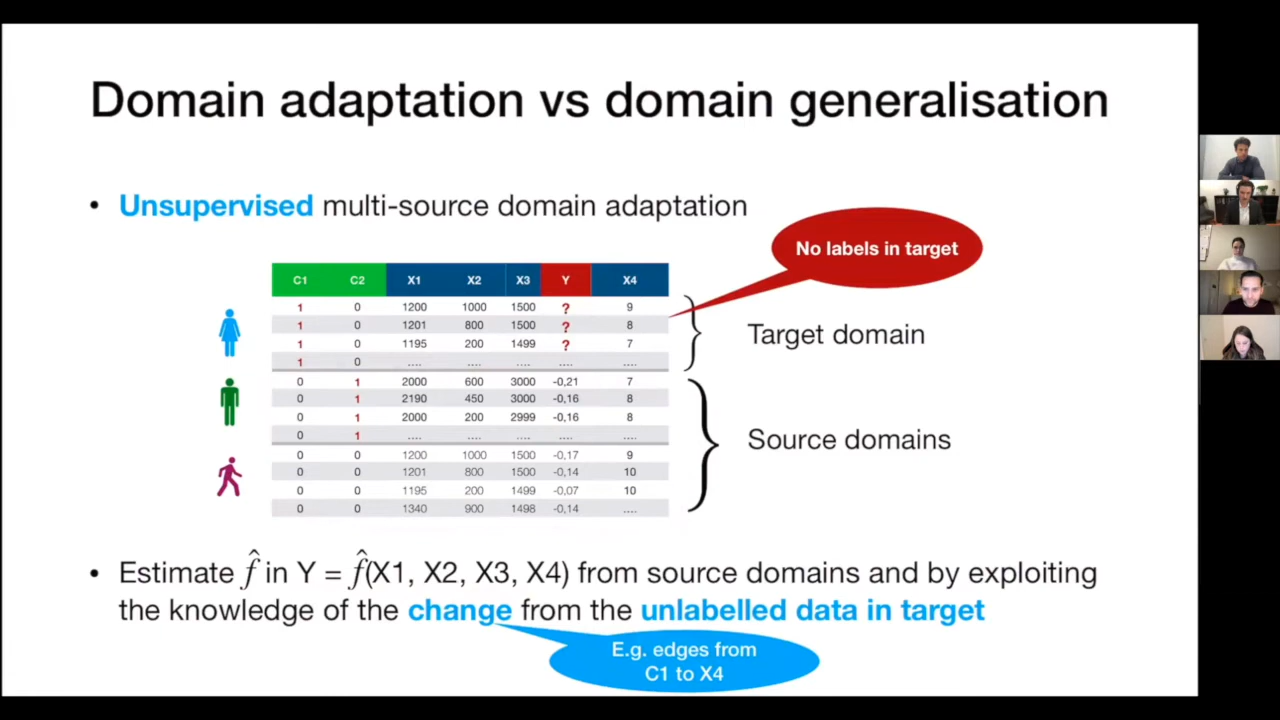 Domain adaptation vs domain generalisation
• Unsupervised multi-source domain adaptation
No labels in target
C1 C2 X1 X2 X3 Y X4
1 0 1200 1000 1500 ? 9
1 0 1201 800 1500 ? 8
1 0 1195 200 1499 ? 7
1 0 .... .... .... .... ....
0 1 2000 600 3000 -0,21 7
0 1 2190 450 3000 -0,16 8
0 1 2000 200 2999 -0,16 8
0 1 .... .... .... .... ....
0 0 1200 1000 1500 -0,17 9
0 0 1201 800 1500 -0,14 10
0 0 1195 200 1499 -0,07 10
0 0 1340 900 1498 -0,14 ....
Target domain
Source domains
• Estimate f̂ in Y = f̂(X1, X2, X3, X4) from source domains and by exploiting
the knowledge of the change from the unlabelled data in target
E.g. edges from
C1 to X4